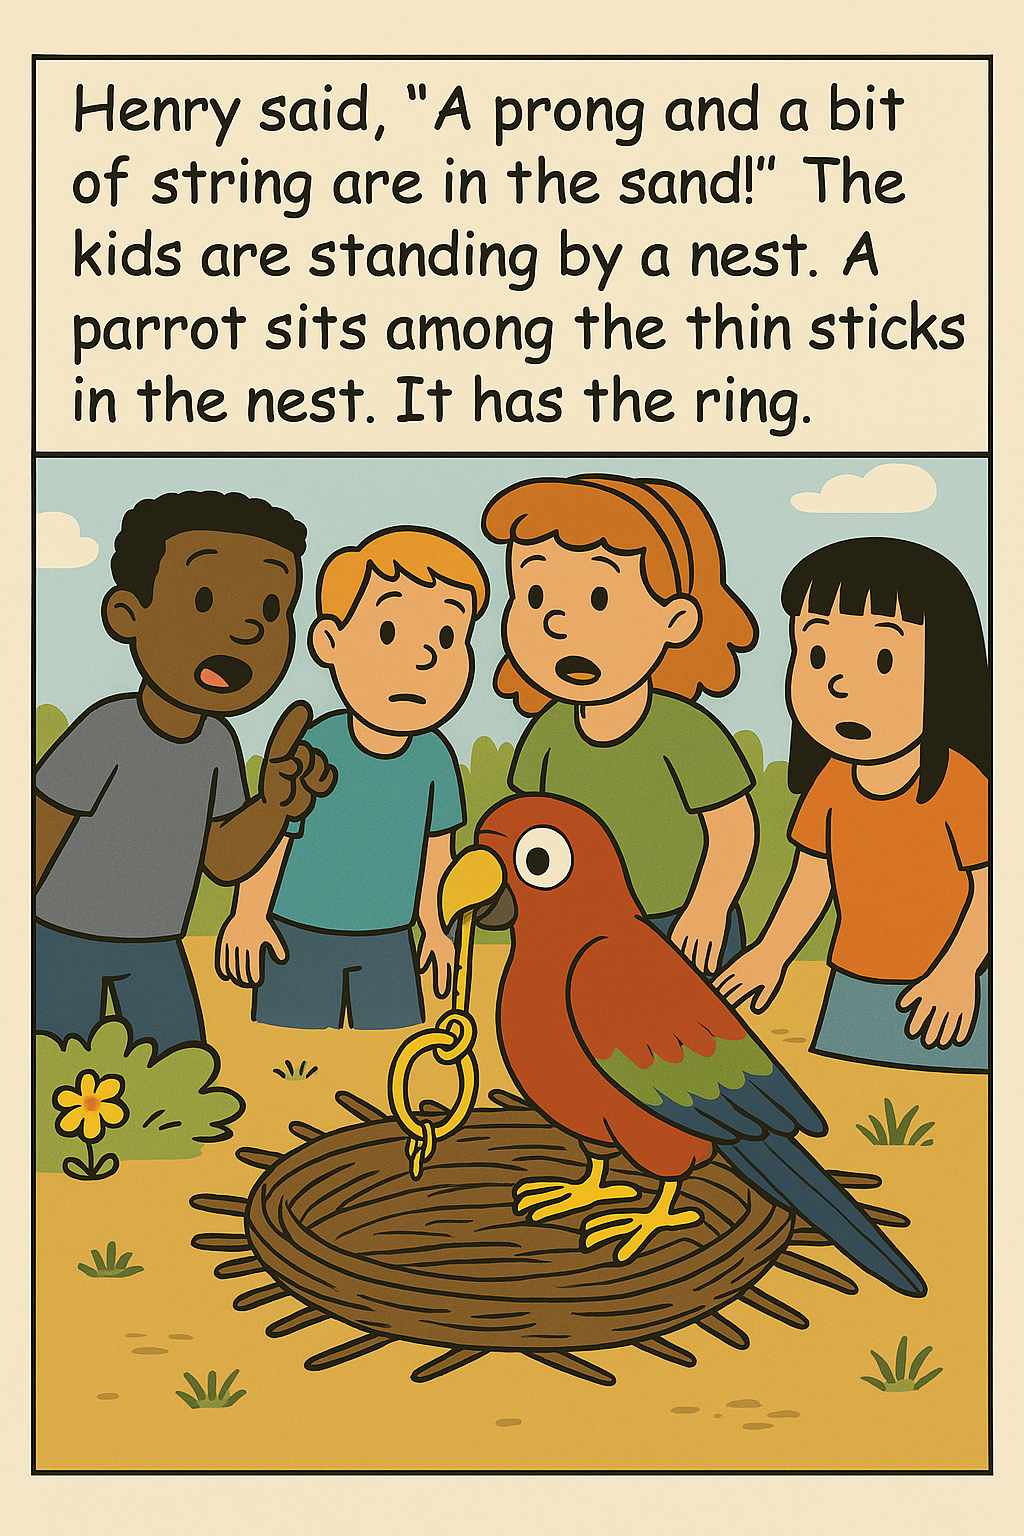 Henry said, “A prong and a bit
of string are in the sand!” The
kids are standing by a nest. A
parrot sits among the thin sticks
in the nest. It has the ring.